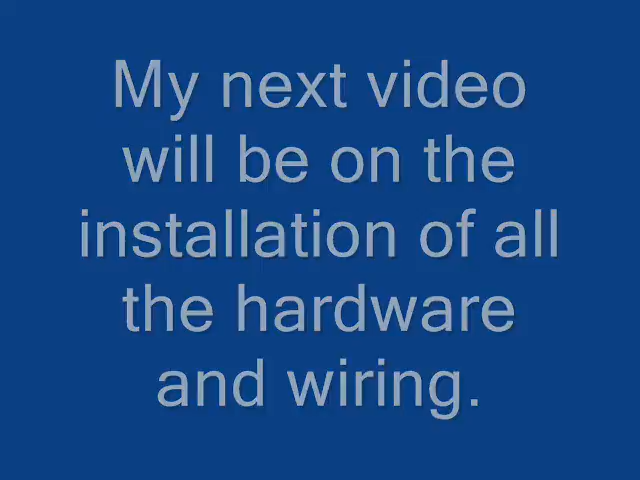 My next video
will be on the
installation of all
the hardware
and wiring.